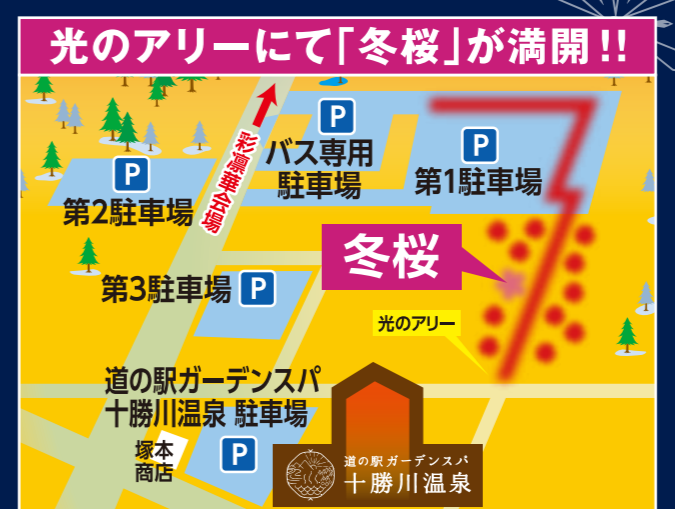 光のアリーにて「冬桜」が満開!!
P
バス専用
駐車場
P
第1駐車場
P
第2駐車場
彩凛華会場
冬桜
第3駐車場 P
光のアリー
道の駅ガーデンスパ
十勝川温泉 駐車場
塚本
商店
P
道の駅ガーデンスパ
十勝川温泉